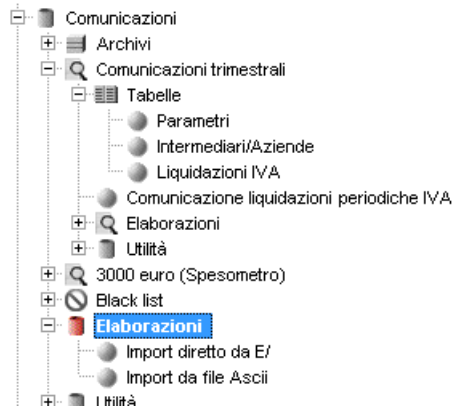 Comunicazioni
Archivi
Comunicazioni trimestrali
Tabelle
Parametri
Intermediari/Aziende
Liquidazioni IVA
Comunicazione liquidazioni periodiche IVA
Elaborazioni
Utilità
3000 euro (Spesometro)
Black list
Elaborazioni
Import diretto da E/
Import da file Ascii
Utilità